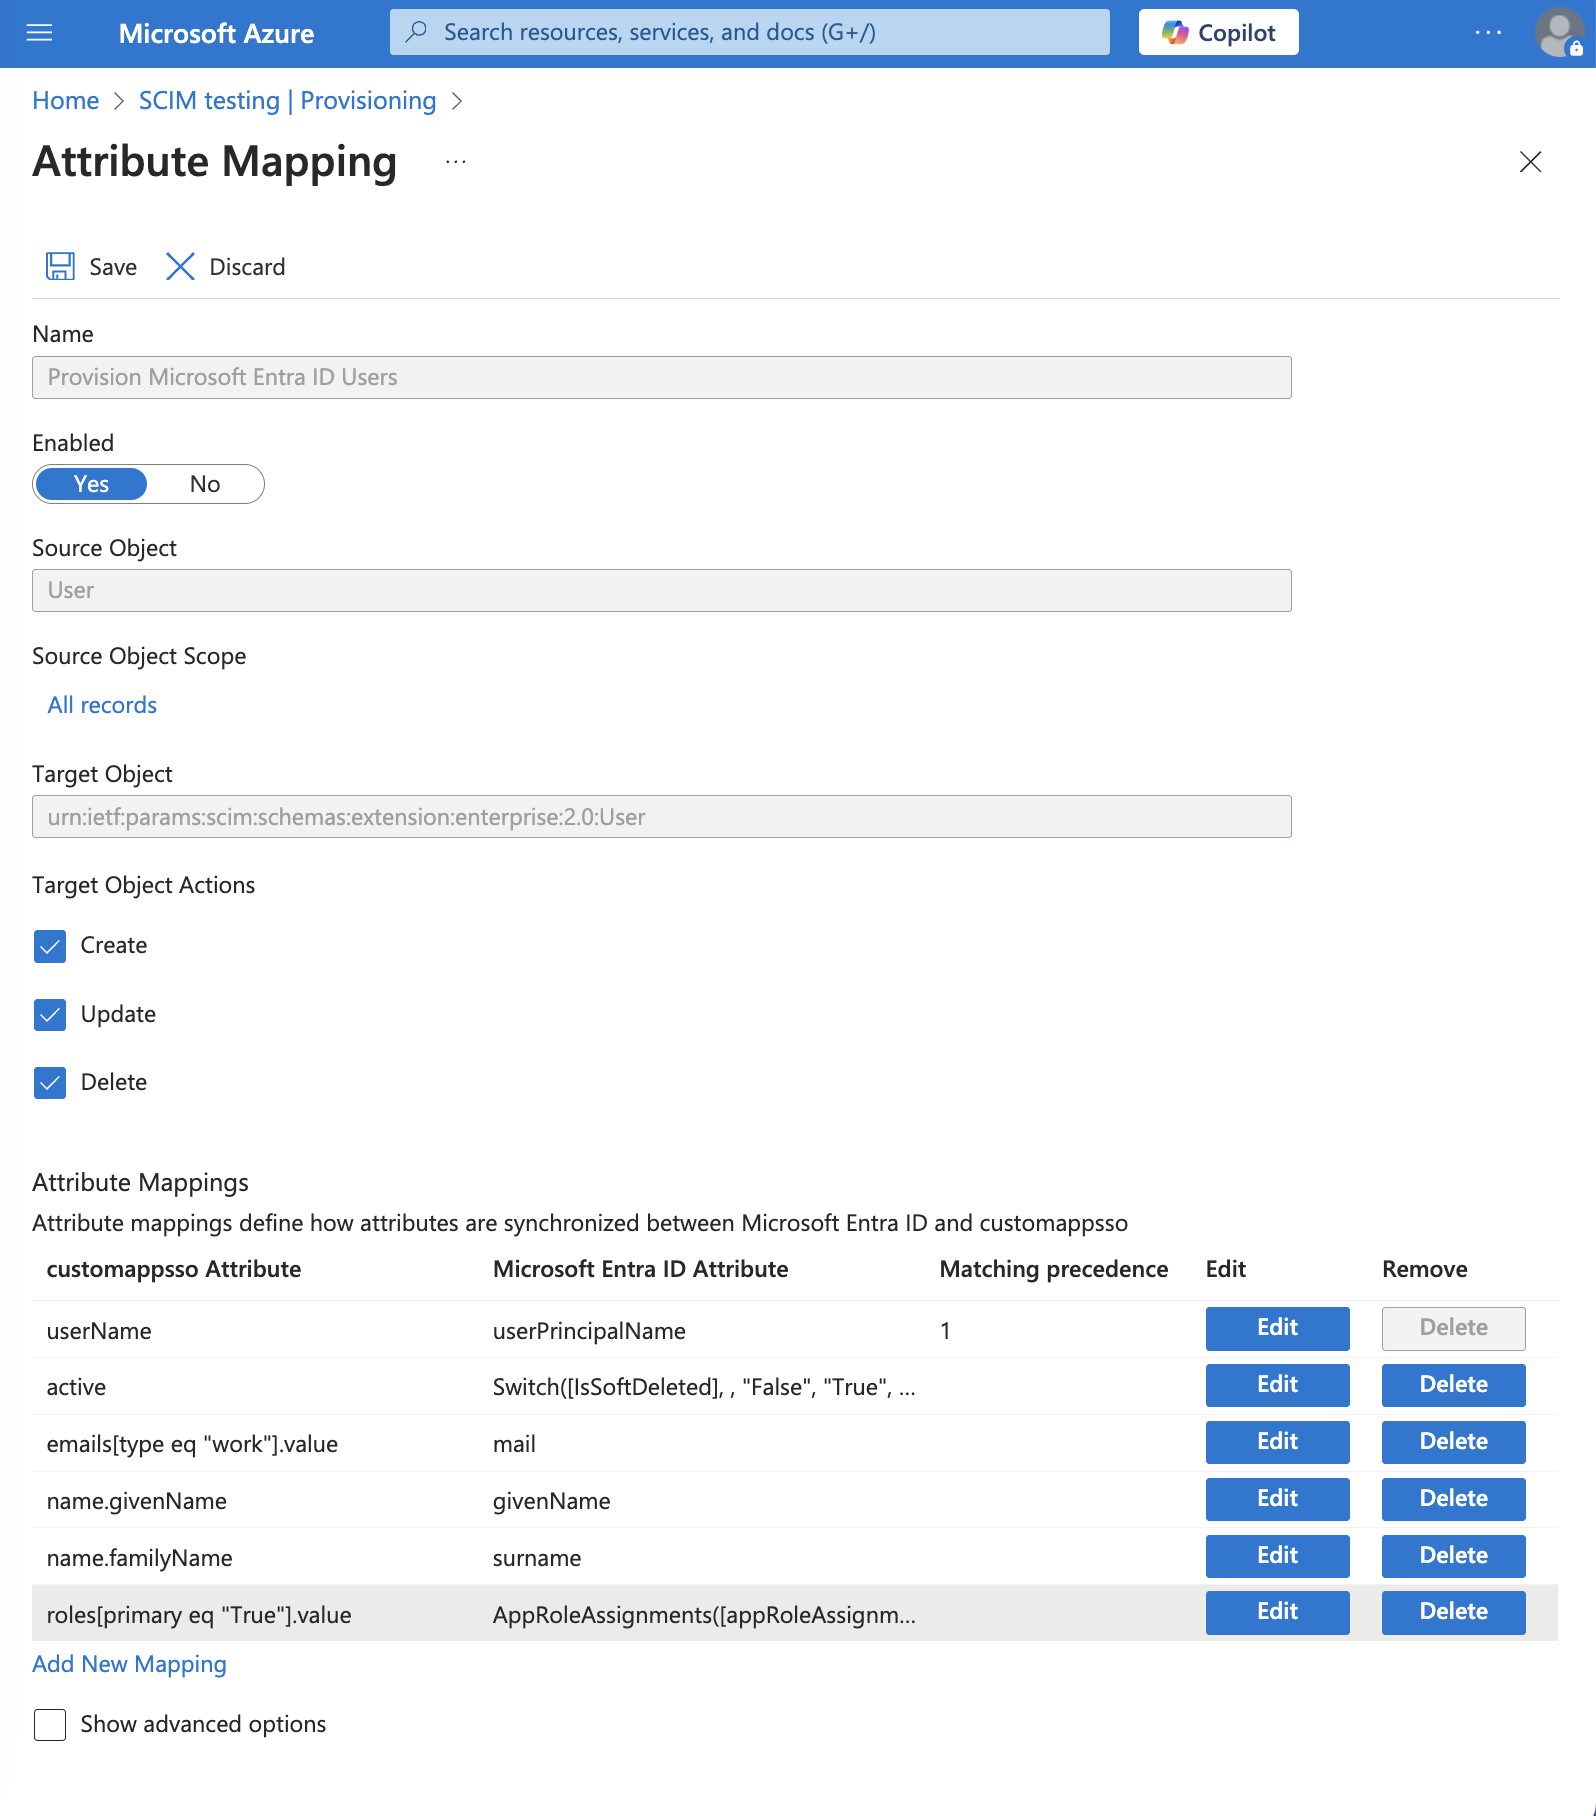 Microsoft Azure
Search resources, services, and docs (G+/)
Copilot
Home > SCIM testing | Provisioning >
Attribute Mapping ...
Save Discard
Name
Provision Microsoft Entra ID Users
Enabled
Yes No
Source Object
User
Source Object Scope
All records
Target Object
urn:ietf:params:scim:schemas:extension:enterprise:2.0:User
Target Object Actions
Create
Update
Delete
Attribute Mappings
Attribute mappings define how attributes are synchronized between Microsoft Entra ID and customappsso
customappsso Attribute Microsoft Entra ID Attribute Matching precedence Edit Remove
userName userPrincipalName 1 Edit Delete
active Switch([IsSoftDeleted], , "False", "True", ... Edit Delete
emails[type eq "work"].value mail Edit Delete
name.givenName givenName Edit Delete
name.familyName surname Edit Delete
roles[primary eq "True"].value AppRoleAssignments([appRoleAssignm... Edit Delete
Add New Mapping
Show advanced options